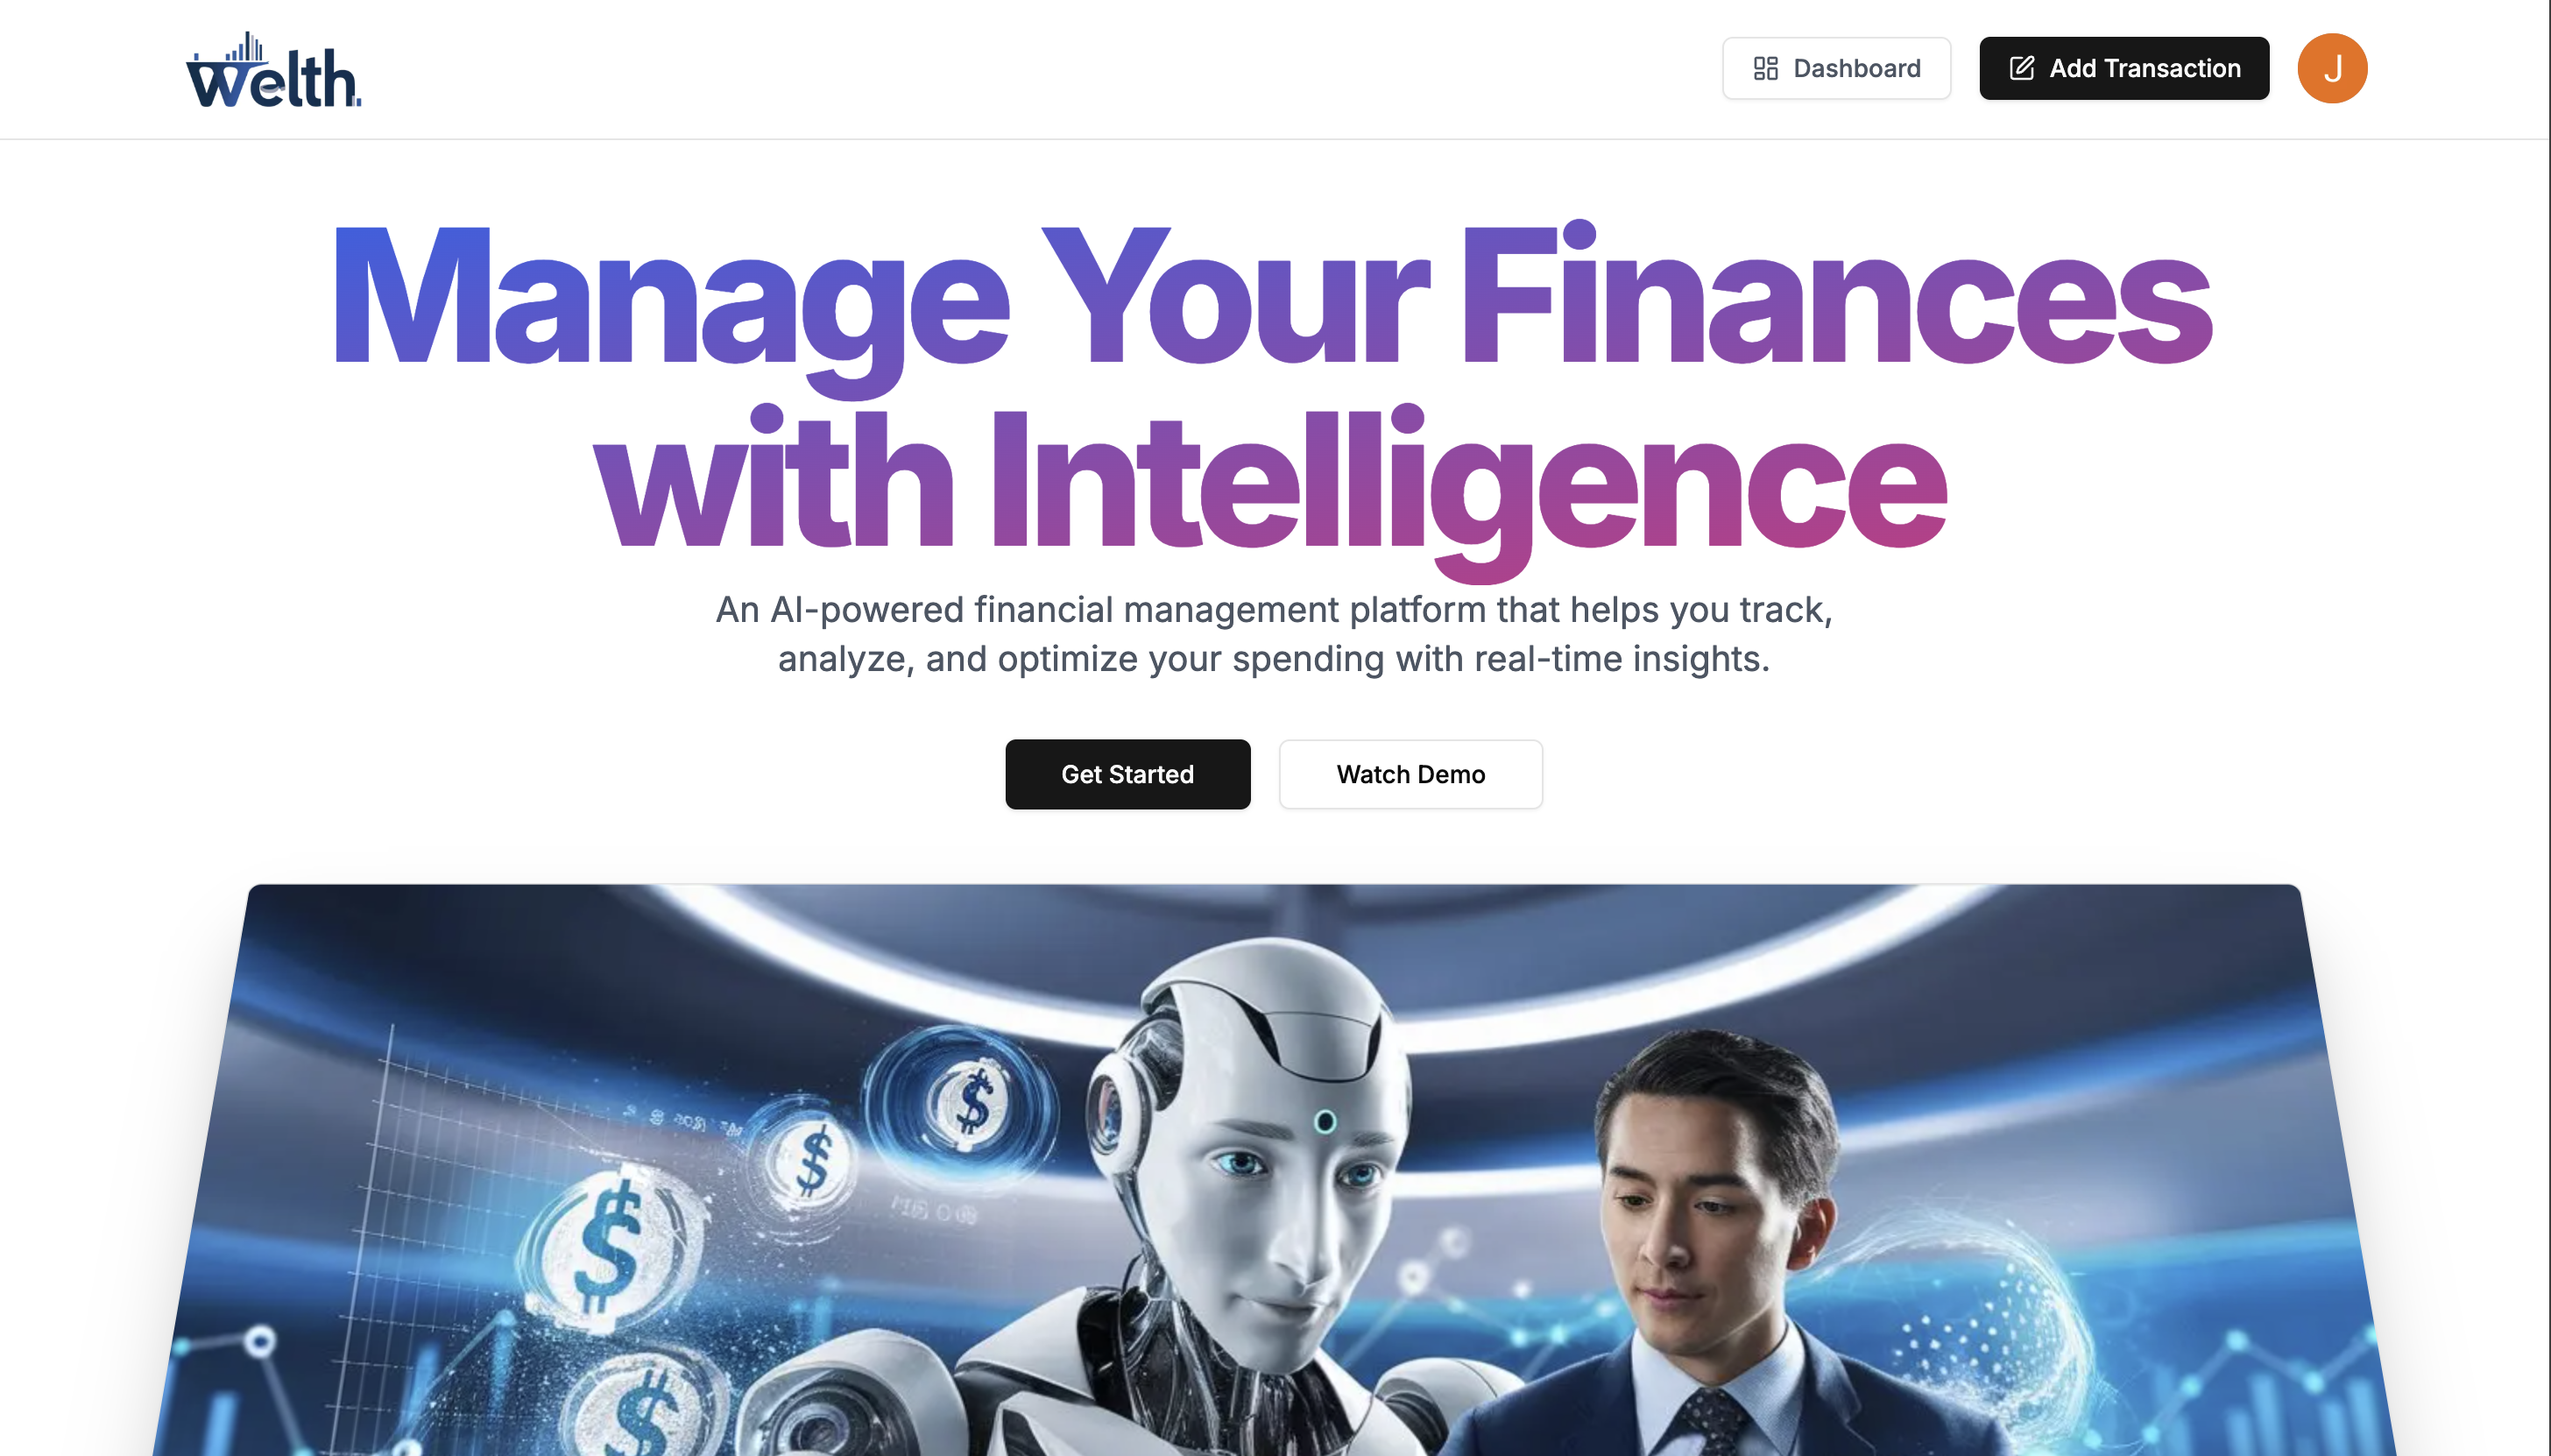 welth.
Dashboard
Add Transaction
J
Manage Your Finances
with Intelligence
An AI-powered financial management platform that helps you track,
analyze, and optimize your spending with real-time insights.
Get Started
Watch Demo
$
$
$
$